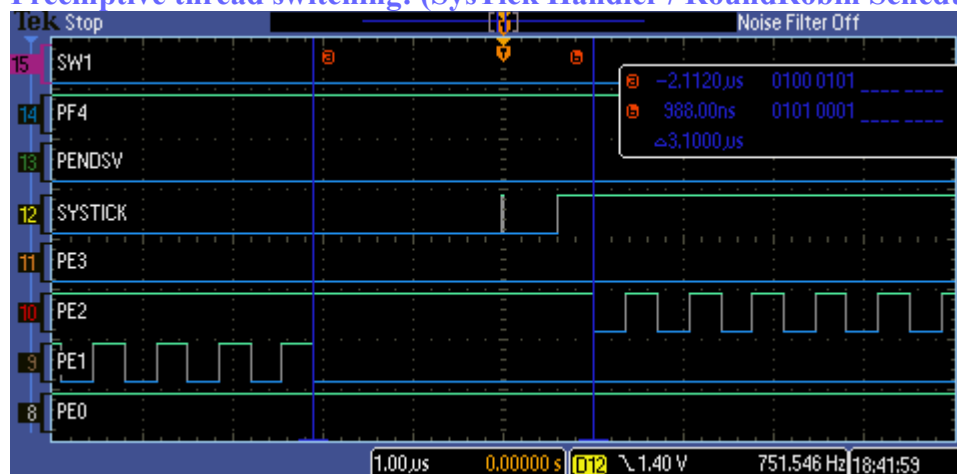 Preemptive thread switching: (SysTick Handler / RoundRobin
Tek Stop
Noise Filter Off
a
b
T
15 SW1
a -2.1120µs 0100 0101 ____ ____
14 PF4
b 988.00ns 0101 0001 ____ ____
△3.1000µs
13 PENDSV
12 SYSTICK
11 PE3
10 PE2
9 PE1
8 PE0
1.00µs
0.00000 s
D12 \ 1.40 V
751.546 Hz
18:41:59